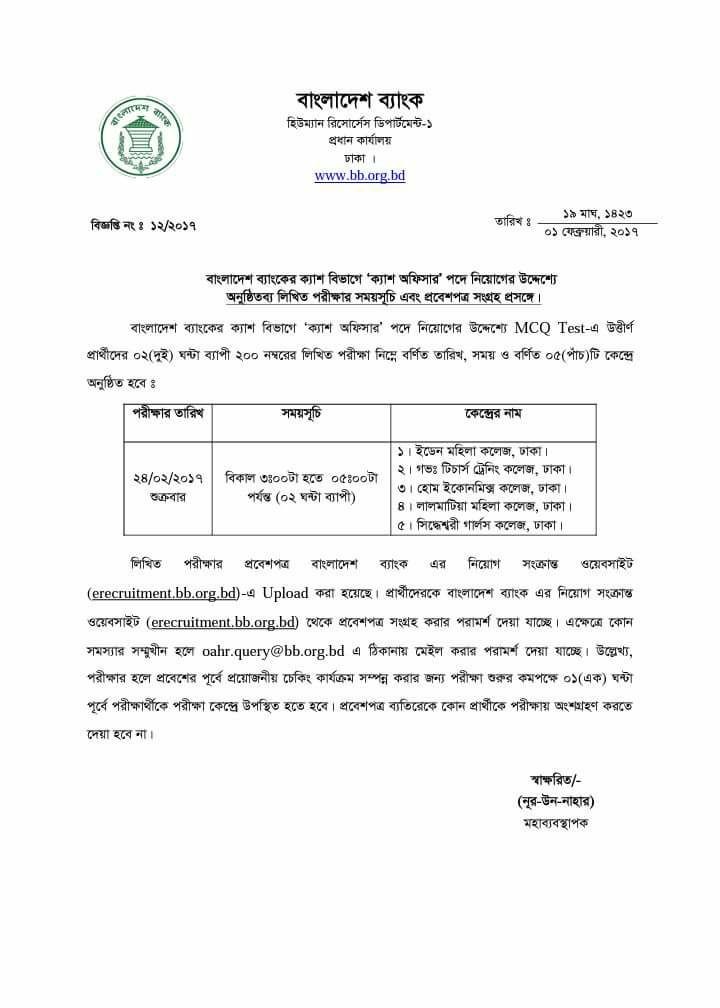 বাংলাদেশ ব্যাংক
বাংলাদেশ ব্যাংক
হিউম্যান রিসোর্সেস ডিপার্টমেন্ট-১
প্রধান কার্যালয়
ঢাকা ।
www.bb.org.bd
বিজ্ঞপ্তি নং ঃ ১২/২০১৭
তারিখ ঃ ১৯ মাঘ, ১৪২৩
০১ ফেব্রুয়ারী, ২০১৭
বাংলাদেশ ব্যাংকের ক্যাশ বিভাগে ‘ক্যাশ অফিসার’ পদে নিয়োগের উদ্দেশ্যে
অনুষ্ঠিতব্য লিখিত পরীক্ষার সময়সূচি এবং প্রবেশপত্র সংগ্রহ প্রসঙ্গে।
বাংলাদেশ ব্যাংকের ক্যাশ বিভাগে ‘ক্যাশ অফিসার’ পদে নিয়োগের উদ্দেশ্যে MCQ Test-এ উত্তীর্ণ
প্রার্থীদের ০২(দুই) ঘন্টা ব্যাপী ২০০ নম্বরের লিখিত পরীক্ষা নিম্নে বর্ণিত তারিখ, সময় ও বর্ণিত ০৫(পাঁচ)টি কেন্দ্রে
অনুষ্ঠিত হবে ঃ
পরীক্ষার তারিখ সময়সূচি কেন্দ্রের নাম
২৪/০২/২০১৭
শুক্রবার
বিকাল ৩ঃ০০টা হতে ০৫ঃ০০টা
পর্যন্ত (০২ ঘন্টা ব্যাপী)
১। ইডেন মহিলা কলেজ, ঢাকা।
২। গভঃ টিচার্স ট্রেনিং কলেজ, ঢাকা।
৩। হোম ইকোনমিক্স কলেজ, ঢাকা।
৪। লালমাটিয়া মহিলা কলেজ, ঢাকা।
৫। সিদ্ধেশ্বরী গার্লস কলেজ, ঢাকা।
লিখিত পরীক্ষার প্রবেশপত্র বাংলাদেশ ব্যাংক এর নিয়োগ সংক্রান্ত ওয়েবসাইট
(erecruitment.bb.org.bd)-এ Upload করা হয়েছে। প্রার্থীদেরকে বাংলাদেশ ব্যাংক এর নিয়োগ সংক্রান্ত
ওয়েবসাইট (erecruitment.bb.org.bd) থেকে প্রবেশপত্র সংগ্রহ করার পরামর্শ দেয়া যাচ্ছে। এক্ষেত্রে কোন
সমস্যার সম্মুখীন হলে oahr.query@bb.org.bd এ ঠিকানায় মেইল করার পরামর্শ দেয়া যাচ্ছে। উল্লেখ্য,
পরীক্ষার হলে প্রবেশের পূর্বে প্রয়োজনীয় চেকিং কার্যক্রম সম্পন্ন করার জন্য পরীক্ষা শুরুর কমপক্ষে ০১(এক) ঘন্টা
পূর্বে পরীক্ষার্থীকে পরীক্ষা কেন্দ্রে উপস্থিত হতে হবে। প্রবেশপত্র ব্যতিরেকে কোন প্রার্থীকে পরীক্ষায় অংশগ্রহণ করতে
দেয়া হবে না।
স্বাক্ষরিত/-
(নূর-উন-নাহার)
মহাব্যবস্থাপক